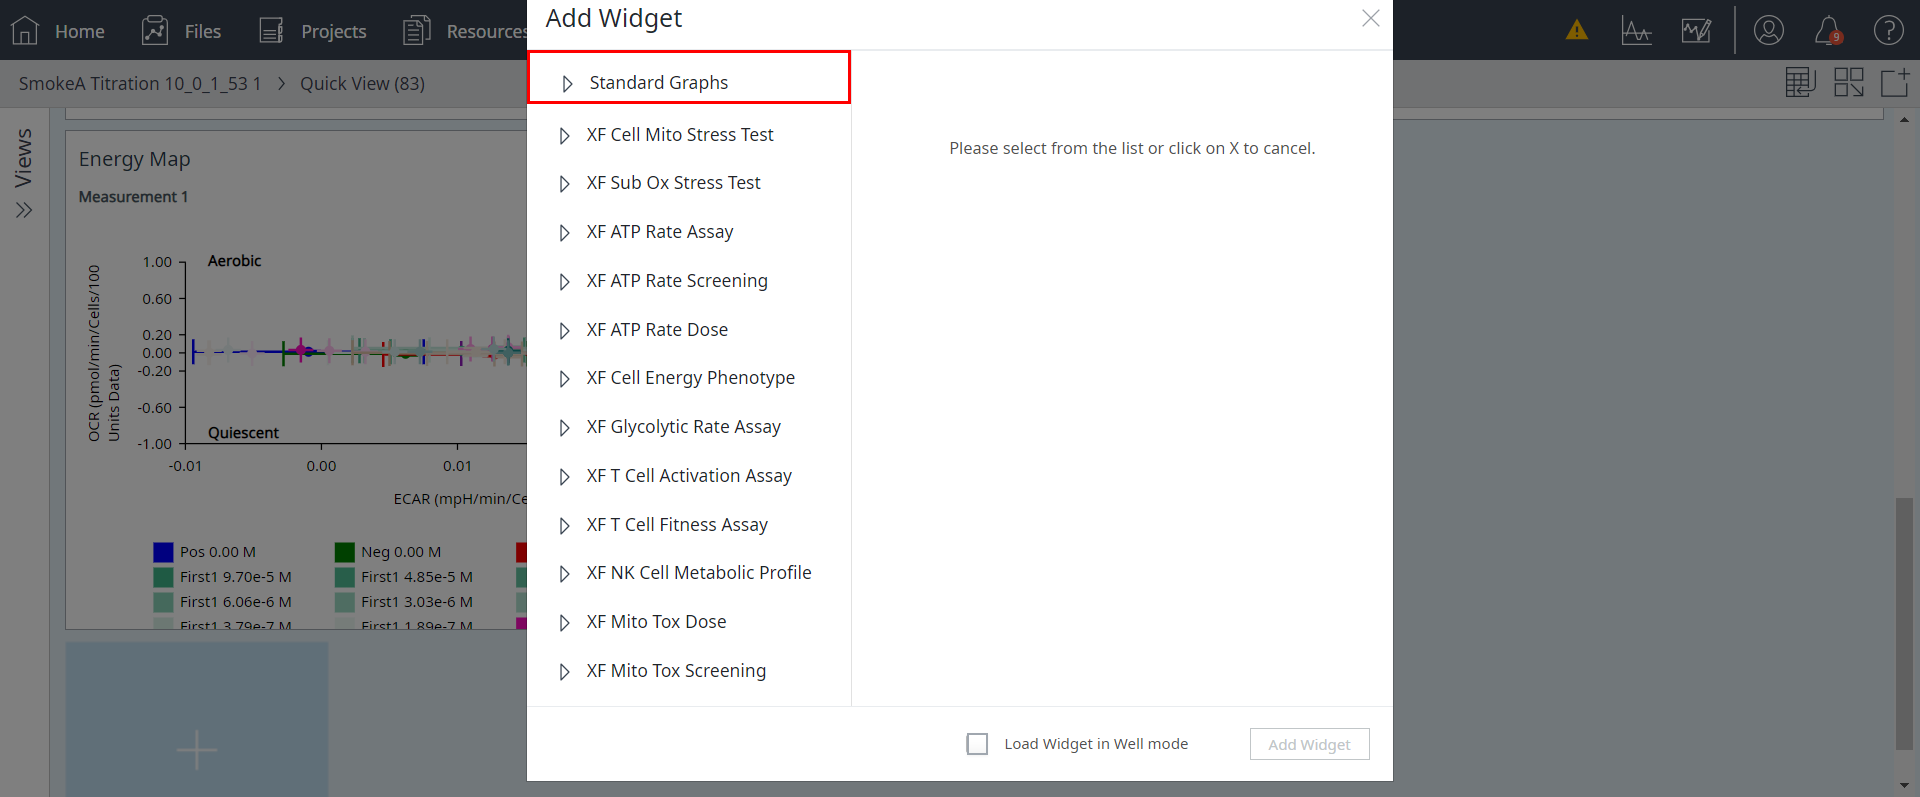 Home
Files
Projects
Resources
Add Widget
9
SmokeA Titration 10_0_1_53 1
Quick View (83)
Views
Energy Map
Measurement 1
OCR (pmol/min/Cells/100
Units Data)
1.00
0.60
0.20
0.00
-0.20
-0.60
-1.00
Aerobic
Quiescent
-0.01
0.00
0.01
ECAR (mpH/min/Ce
Pos 0.00 M
Neg 0.00 M
First1 9.70e-5 M
First1 4.85e-5 M
First1 6.06e-6 M
First1 3.03e-6 M
First1 3.79e-7 M
First1 1.89e-7 M
Standard Graphs
XF Cell Mito Stress Test
XF Sub Ox Stress Test
XF ATP Rate Assay
XF ATP Rate Screening
XF ATP Rate Dose
XF Cell Energy Phenotype
XF Glycolytic Rate Assay
XF T Cell Activation Assay
XF T Cell Fitness Assay
XF NK Cell Metabolic Profile
XF Mito Tox Dose
XF Mito Tox Screening
Please select from the list or click on X to cancel.
Load Widget in Well mode
Add Widget